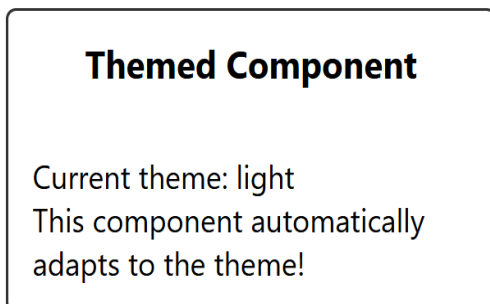 Themed Component
Current theme: light
This component automatically
adapts to the theme!